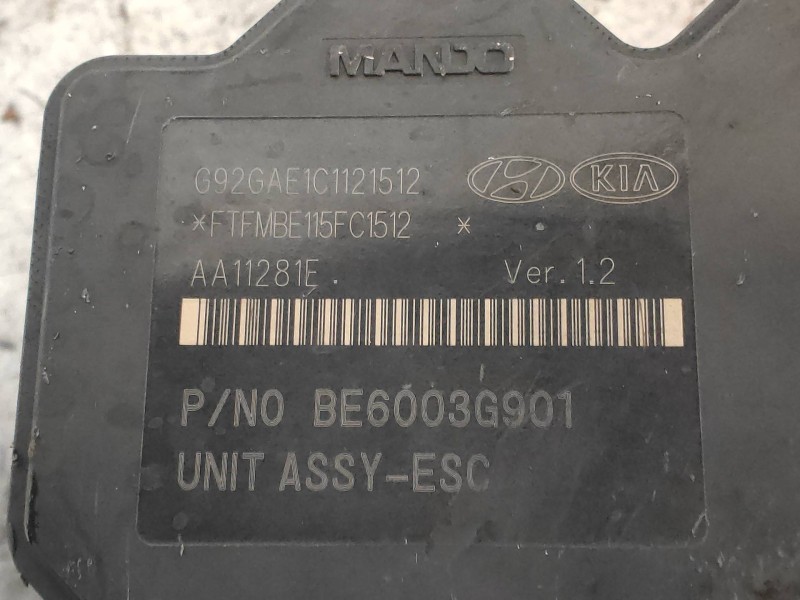 MANDO
G92GAE1C1121512
KIA
*FTFMBE115FC1512 *
AA11281E. Ver.1.2
P/NO BE6003G901
UNIT ASSY-ESC